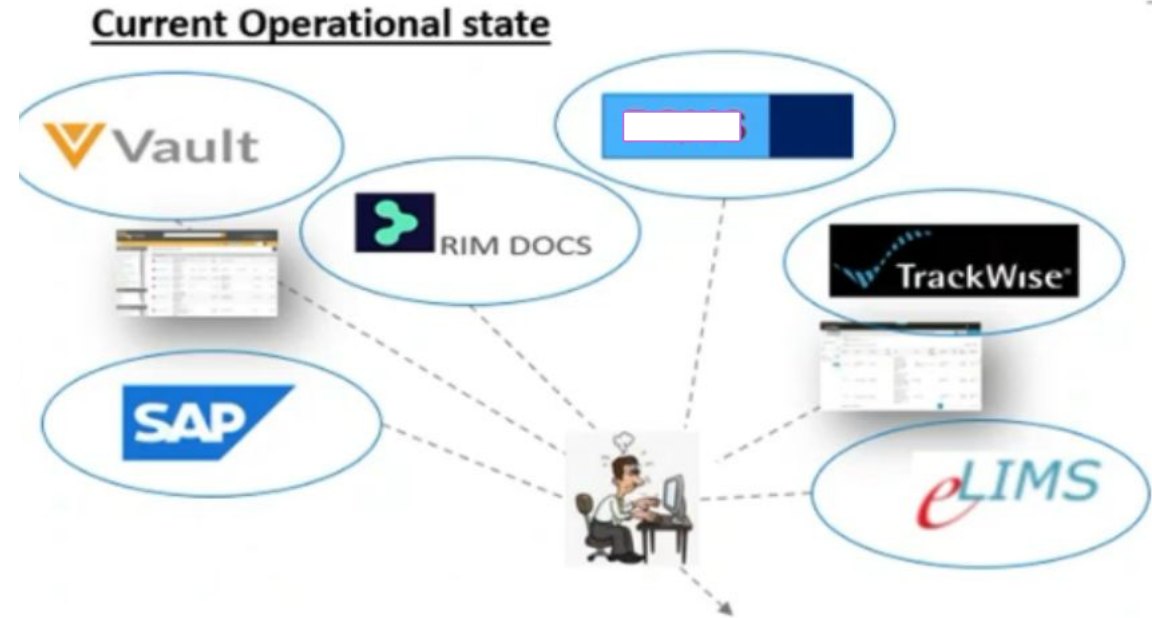 Current Operational state
Vault
RIM DOCS
TrackWise®
SAP
eLIMS